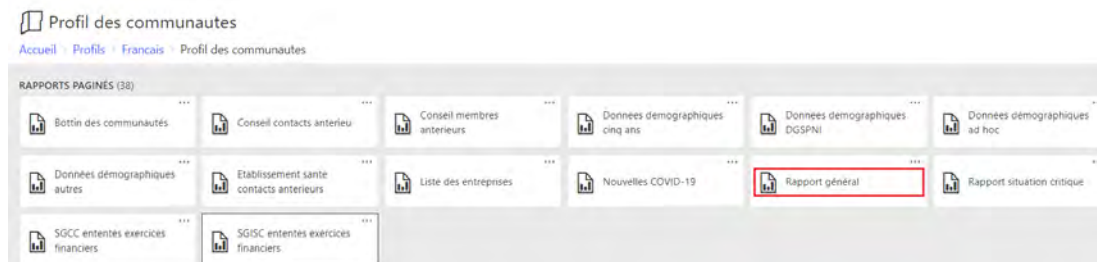 Profil des communautes
Accueil Profils Francais Profil des communautes
RAPPORTS PAGINÉS (38)
Bottin des communautés
Conseil contacts anterieu
Conseil membres
anterieurs
Donnees demographiques
cinq ans
Donnees demographiques
DGSPNI
Donnees démographiques
ad hoc
Données démographiques
autres
Etablissement sante
contacts anterieurs
Liste des entreprises
Nouvelles COVID-19
Rapport général
Rapport situation critique
SGCC ententes exercices
financiers
SGISC ententes exercices
financiers